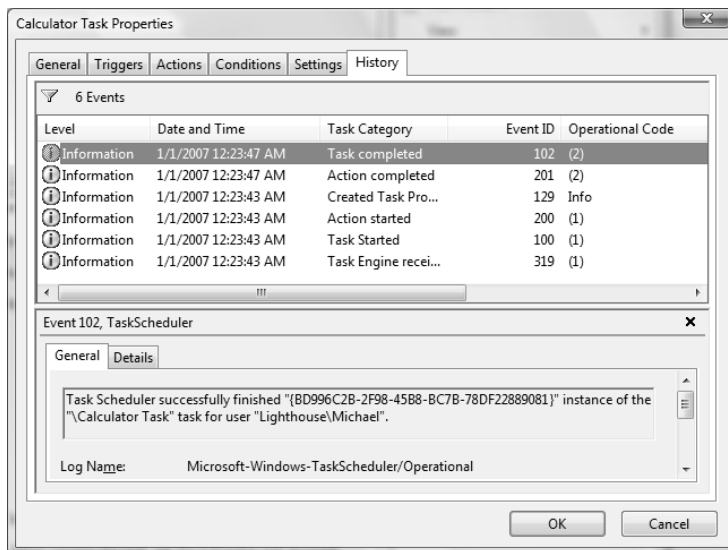 Calculator Task Properties
General Triggers Actions Conditions Settings History
6 Events
Level Date and Time Task Category Event ID Operational Code
Information 1/1/2007 12:23:47 AM Task completed 102 (2)
Information 1/1/2007 12:23:47 AM Action completed 201 (2)
Information 1/1/2007 12:23:43 AM Created Task Pro... 129 Info
Information 1/1/2007 12:23:43 AM Action started 200 (1)
Information 1/1/2007 12:23:43 AM Task Started 100 (1)
Information 1/1/2007 12:23:43 AM Task Engine recei... 319 (1)
Event 102, TaskScheduler
General Details
Task Scheduler successfully finished "{BD996C2B-2F98-45B8-BC7B-78DF22889081}" instance of the
"\Calculator Task" task for user "Lighthouse\Michael".
Log Name: Microsoft-Windows-TaskScheduler/Operational
OK Cancel